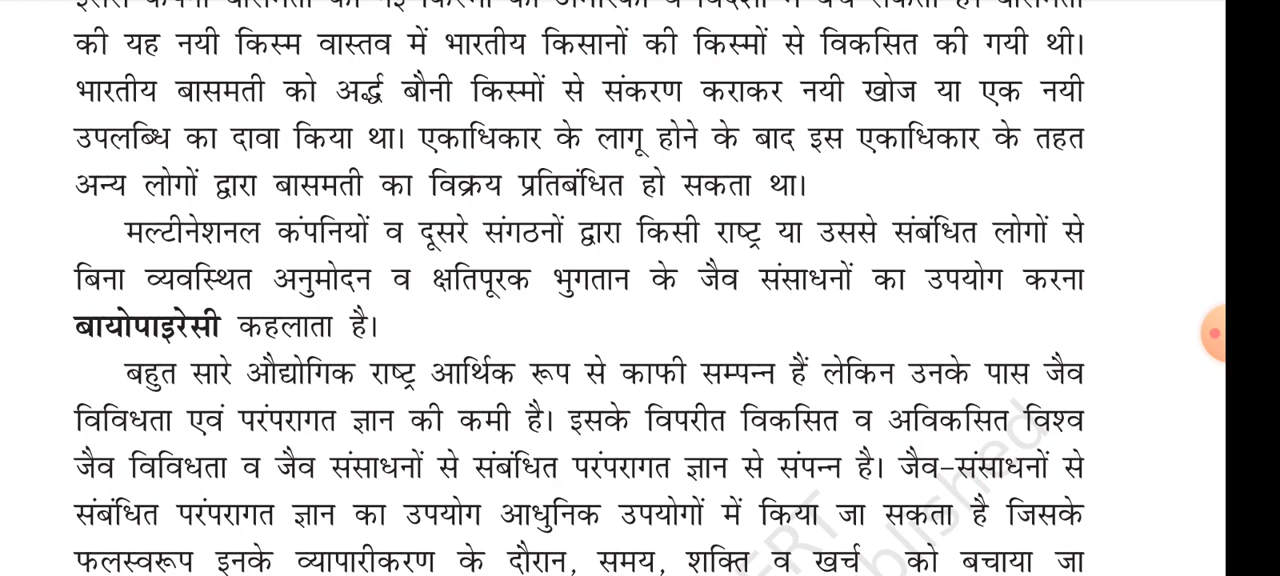 की यह नयी किस्म वास्तव में भारतीय किसानों की किस्मों से विकसित की गयी थी।
भारतीय बासमती को अर्द्ध बौनी किस्मों से संकरण कराकर नयी खोज या एक नयी
उपलब्धि का दावा किया था। एकाधिकार के लागू होने के बाद इस एकाधिकार के तहत
अन्य लोगों द्वारा बासमती का विक्रय प्रतिबंधित हो सकता था।
मल्टीनेशनल कंपनियों व दूसरे संगठनों द्वारा किसी राष्ट्र या उससे संबंधित लोगों से
बिना व्यवस्थित अनुमोदन व क्षतिपूरक भुगतान के जैव संसाधनों का उपयोग करना
बायोपाइरेसी कहलाता है।
बहुत सारे औद्योगिक राष्ट्र आर्थिक रूप से काफी सम्पन्न हैं लेकिन उनके पास जैव
विविधता एवं परंपरागत ज्ञान की कमी है। इसके विपरीत विकसित व अविकसित विश्व
जैव विविधता व जैव संसाधनों से संबंधित परंपरागत ज्ञान से संपन्न है। जैव-संसाधनों से
संबंधित परंपरागत ज्ञान का उपयोग आधुनिक उपयोगों में किया जा सकता है जिसके
फलस्वरूप इनके व्यापारीकरण के दौरान, समय, शक्ति व खर्च को बचाया जा